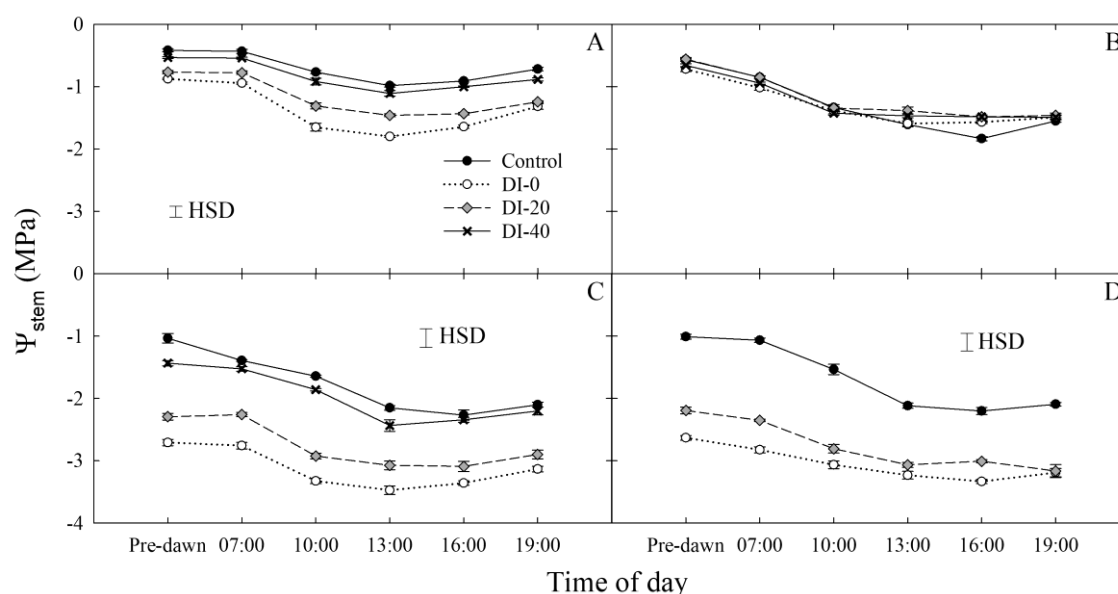 0
A
B
-1
-2
Control
DI-0
DI-20
DI-40
-3
HSD
0
C
D
-1
HSD
HSD
-2
-3
-4
Pre-dawn 07:00 10:00 13:00 16:00 19:00
Pre-dawn 07:00 10:00 13:00 16:00 19:00
Ψstem (MPa)
Time of day